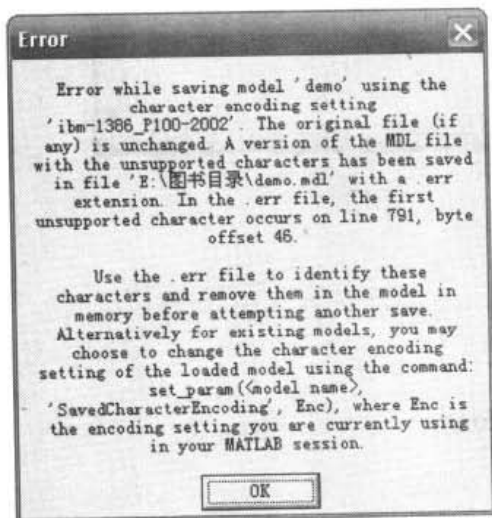 Error
Error while saving model 'demo' using the
character encoding setting
'ibm-1386_P100-2002'. The original file (if
any) is unchanged. A version of the MDL file
with the unsupported characters has been saved
in file 'E:\图书目录\demo.mdl' with a .err
extension. In the .err file, the first
unsupported character occurs on line 791, byte
offset 46.
Use the .err file to identify these
characters and remove them in the model in
memory before attempting another save.
Alternatively for existing models, you may
choose to change the character encoding
setting of the loaded model using the command:
set_param(<model name>,
'SavedCharacterEncoding', Enc), where Enc is
the encoding setting you are currently using
in your MATLAB session.
OK